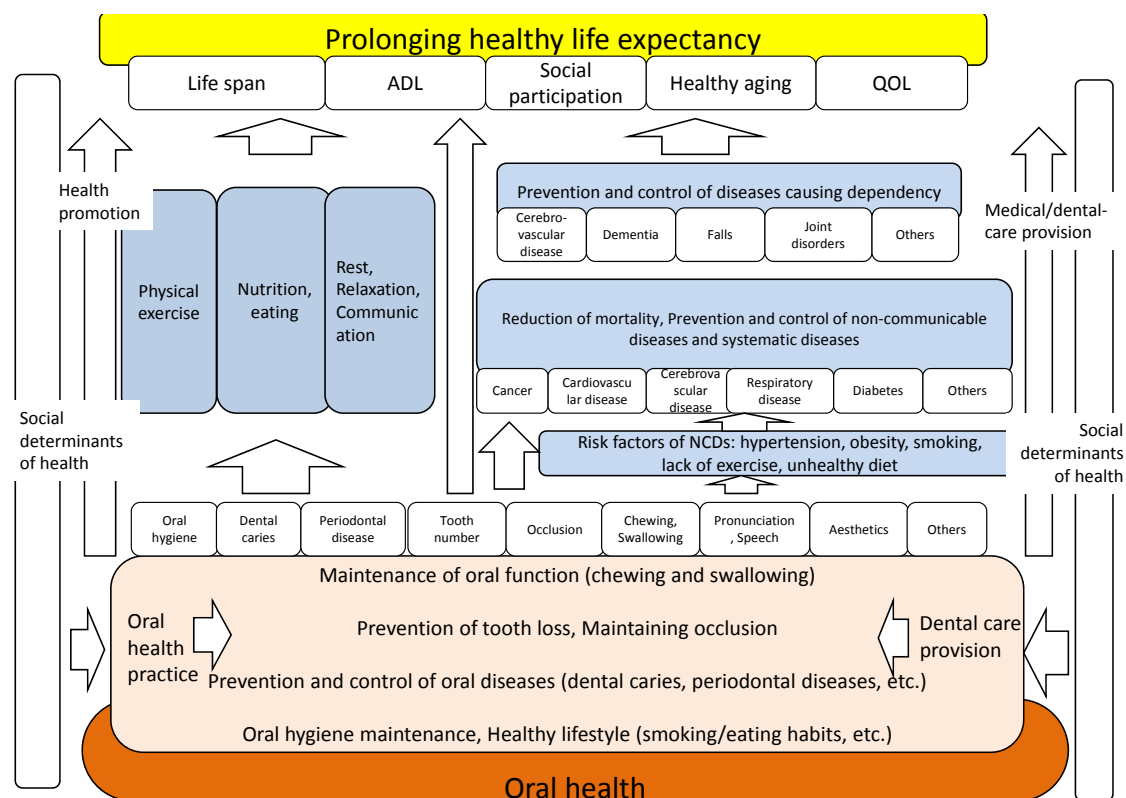 Prolonging healthy life expectancy
Life span
ADL
Social
participation
Healthy aging
QOL
Health
promotion
Prevention and control of diseases causing dependency
Cerebro-
vascular
disease
Dementia
Falls
Joint
disorders
Others
Medical/dental-
care provision
Physical
exercise
Nutrition,
eating
Rest,
Relaxation,
Communic
ation
Reduction of mortality, Prevention and control of non-communicable
diseases and systematic diseases
Cancer
Cardiovascu
lar disease
Cerebrova
scular
disease
Respiratory
disease
Diabetes
Others
Social
determinants
of health
Risk factors of NCDs: hypertension, obesity, smoking,
lack of exercise, unhealthy diet
Social
determinants
of health
Oral
hygiene
Dental
caries
Periodontal
disease
Tooth
number
Occlusion
Chewing,
Swallowing
Pronunciation
, Speech
Aesthetics
Others
Maintenance of oral function (chewing and swallowing)
Oral
health
practice
Prevention of tooth loss, Maintaining occlusion
Dental care
provision
Prevention and control of oral diseases (dental caries, periodontal diseases, etc.)
Oral hygiene maintenance, Healthy lifestyle (smoking/eating habits, etc.)
Oral health